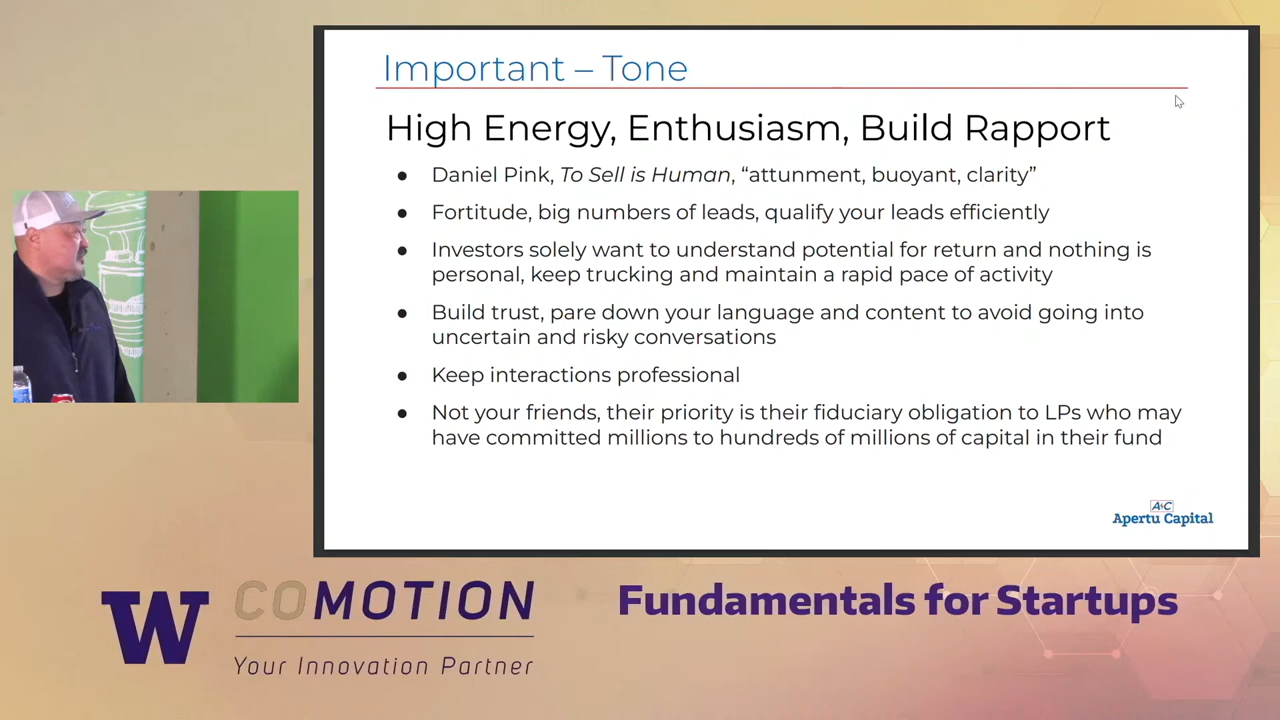 Important – Tone
High Energy, Enthusiasm, Build Rapport
● Daniel Pink, To Sell is Human, “attunment, buoyant, clarity”
● Fortitude, big numbers of leads, qualify your leads efficiently
● Investors solely want to understand potential for return and nothing is
personal, keep trucking and maintain a rapid pace of activity
● Build trust, pare down your language and content to avoid going into
uncertain and risky conversations
● Keep interactions professional
● Not your friends, their priority is their fiduciary obligation to LPs who may
have committed millions to hundreds of millions of capital in their fund
A&C
Apertu Capital
W
COMOTION
Your Innovation Partner
Fundamentals for Startups